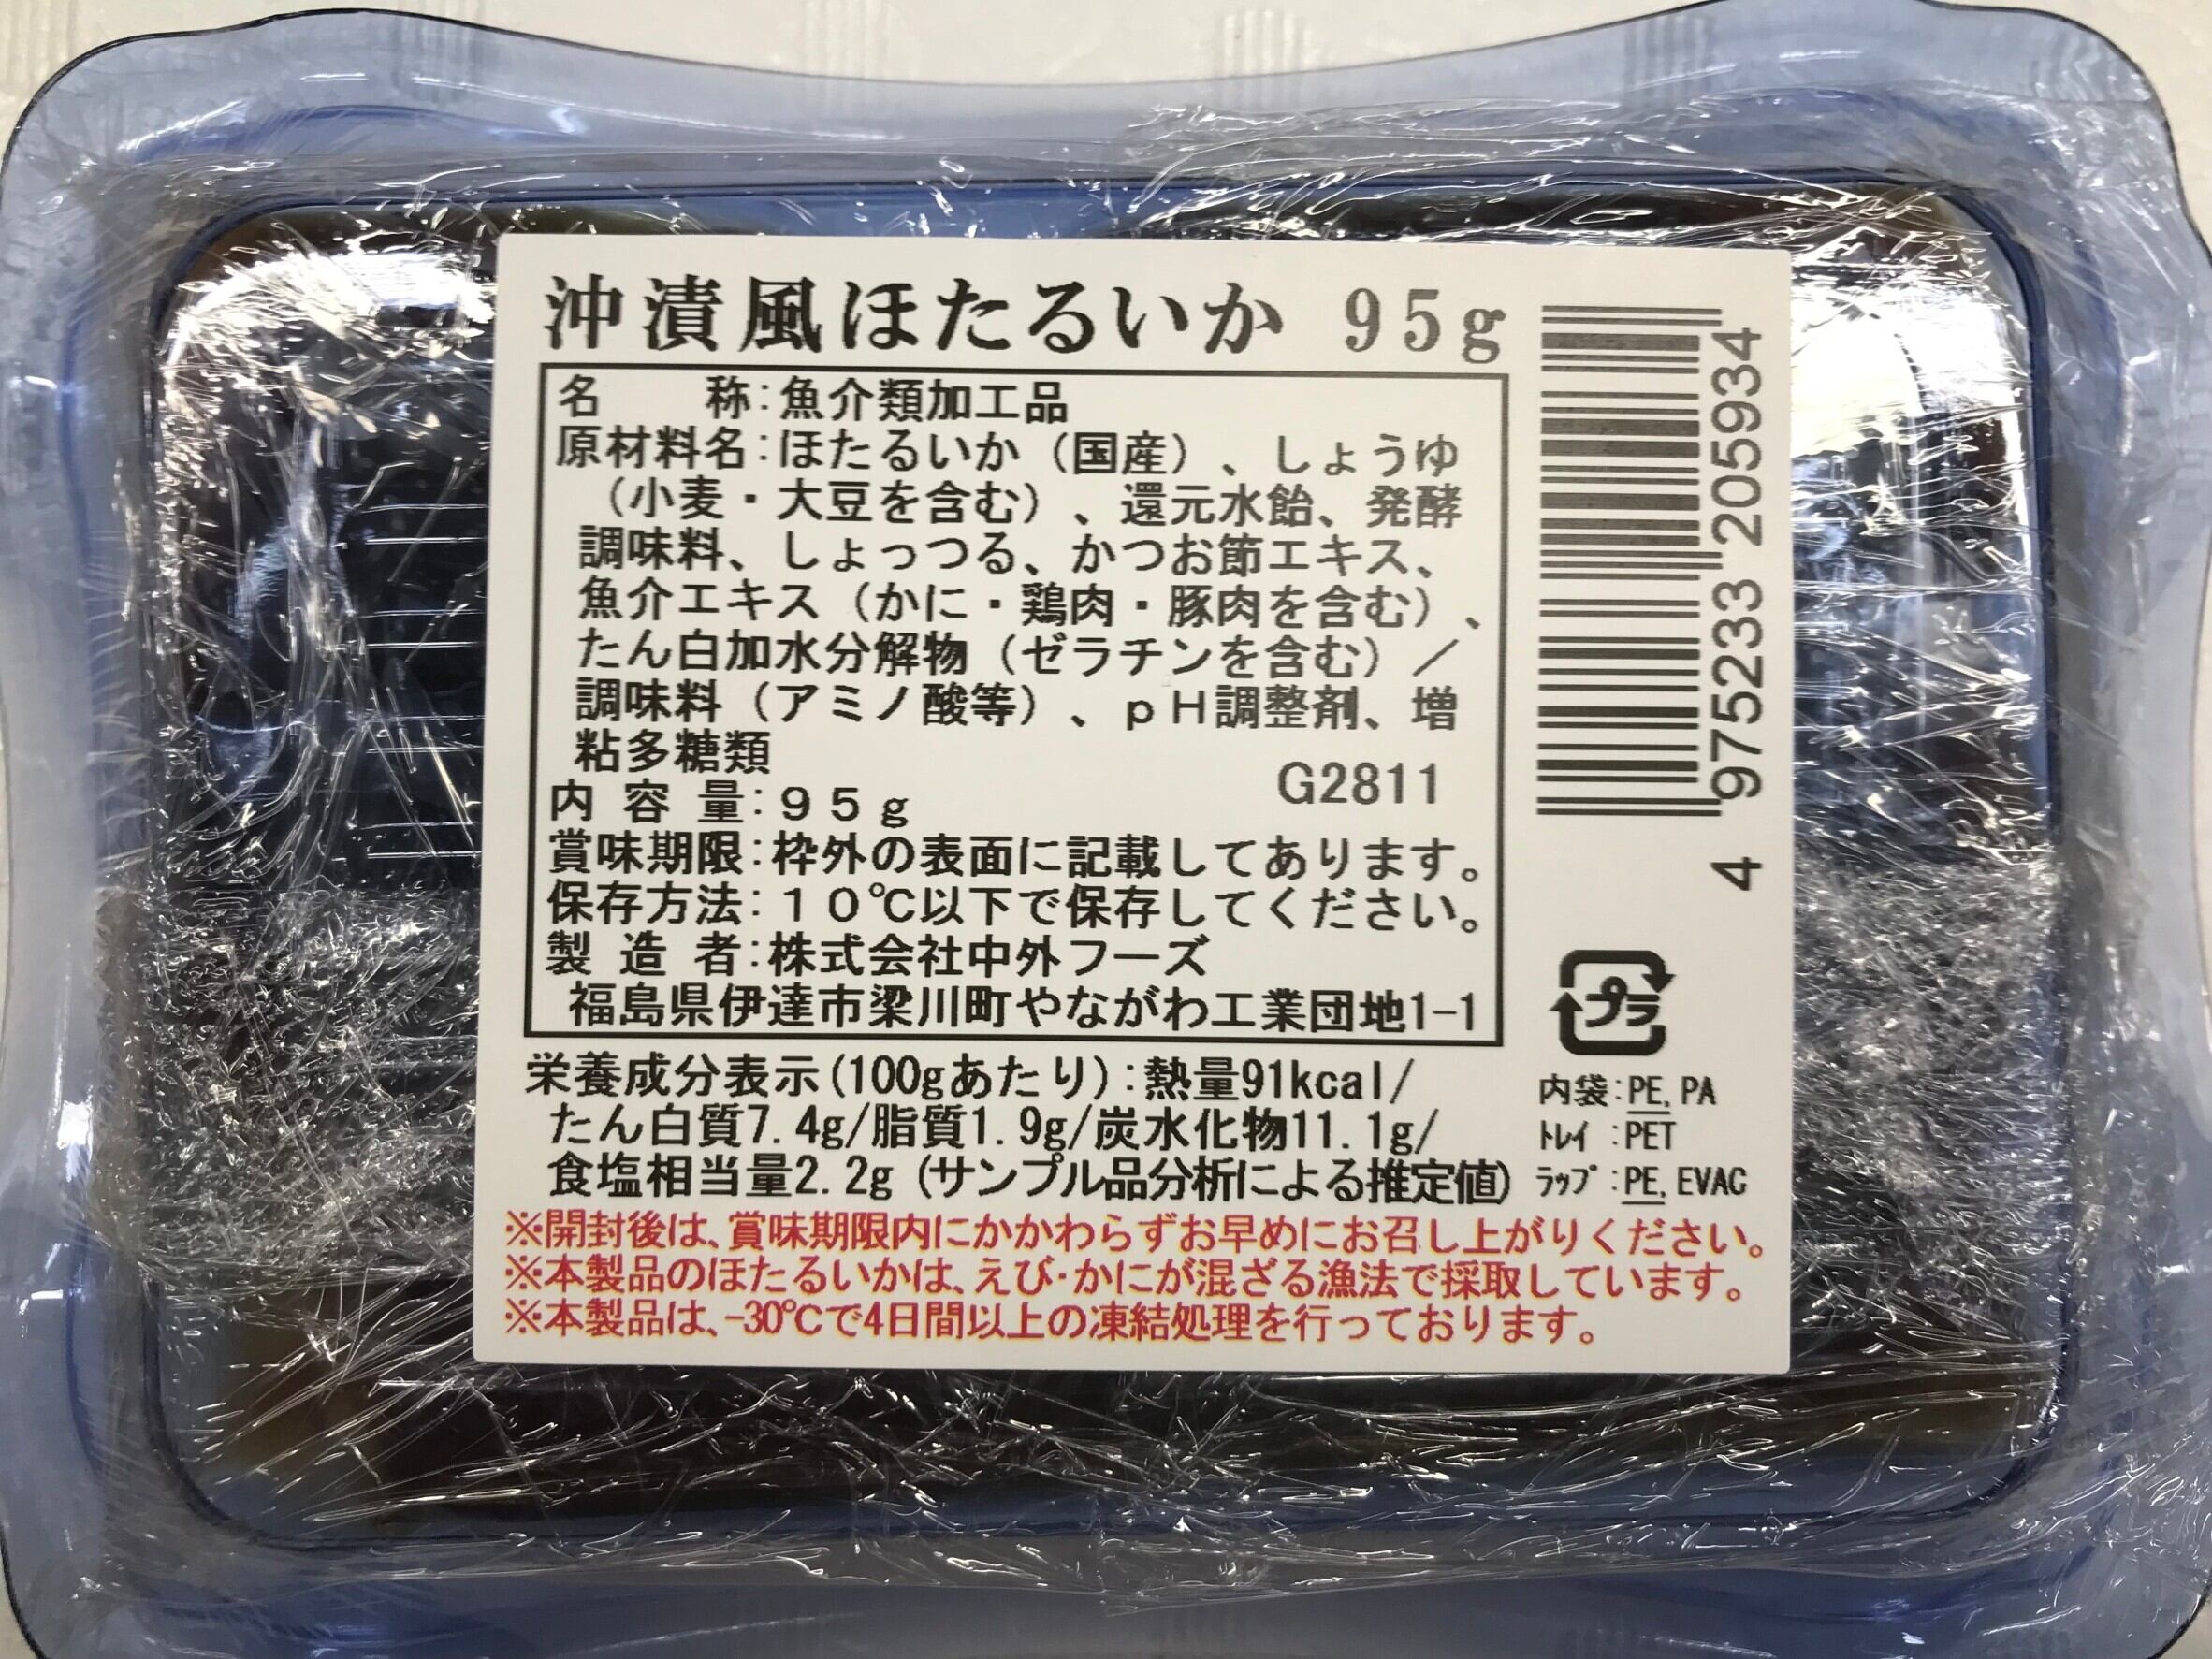 沖漬風ほたるいか 95g
名　　称:魚介類加工品
原材料名:ほたるいか（国産）、しょうゆ
（小麦・大豆を含む）、還元水飴、発酵
調味料、しょっつる、かつお節エキス、
魚介エキス（かに・鶏肉・豚肉を含む）、
たん白加水分解物（ゼラチンを含む）／
調味料（アミノ酸等）、ｐＨ調整剤、増
粘多糖類
G2811
内 容 量:９５ｇ
賞味期限:枠外の表面に記載してあります。
保存方法:１０℃以下で保存してください。
製 造 者:株式会社中外フーズ
福島県伊達市梁川町やながわ工業団地1-1
栄養成分表示(100gあたり):熱量91kcal/
たん白質7.4g/脂質1.9g/炭水化物11.1g/
食塩相当量2.2g (サンプル品分析による推定値)
※開封後は、賞味期限内にかかわらずお早めにお召し上がりください。
※本製品のほたるいかは、えび・かにが混ざる漁法で採取しています。
※本製品は、-30℃で4日間以上の凍結処理を行っております。
4 975233 205934
プラ
内袋:PE, PA
ﾄﾚｲ :PET
ﾗｯﾌﾟ:PE, EVAC